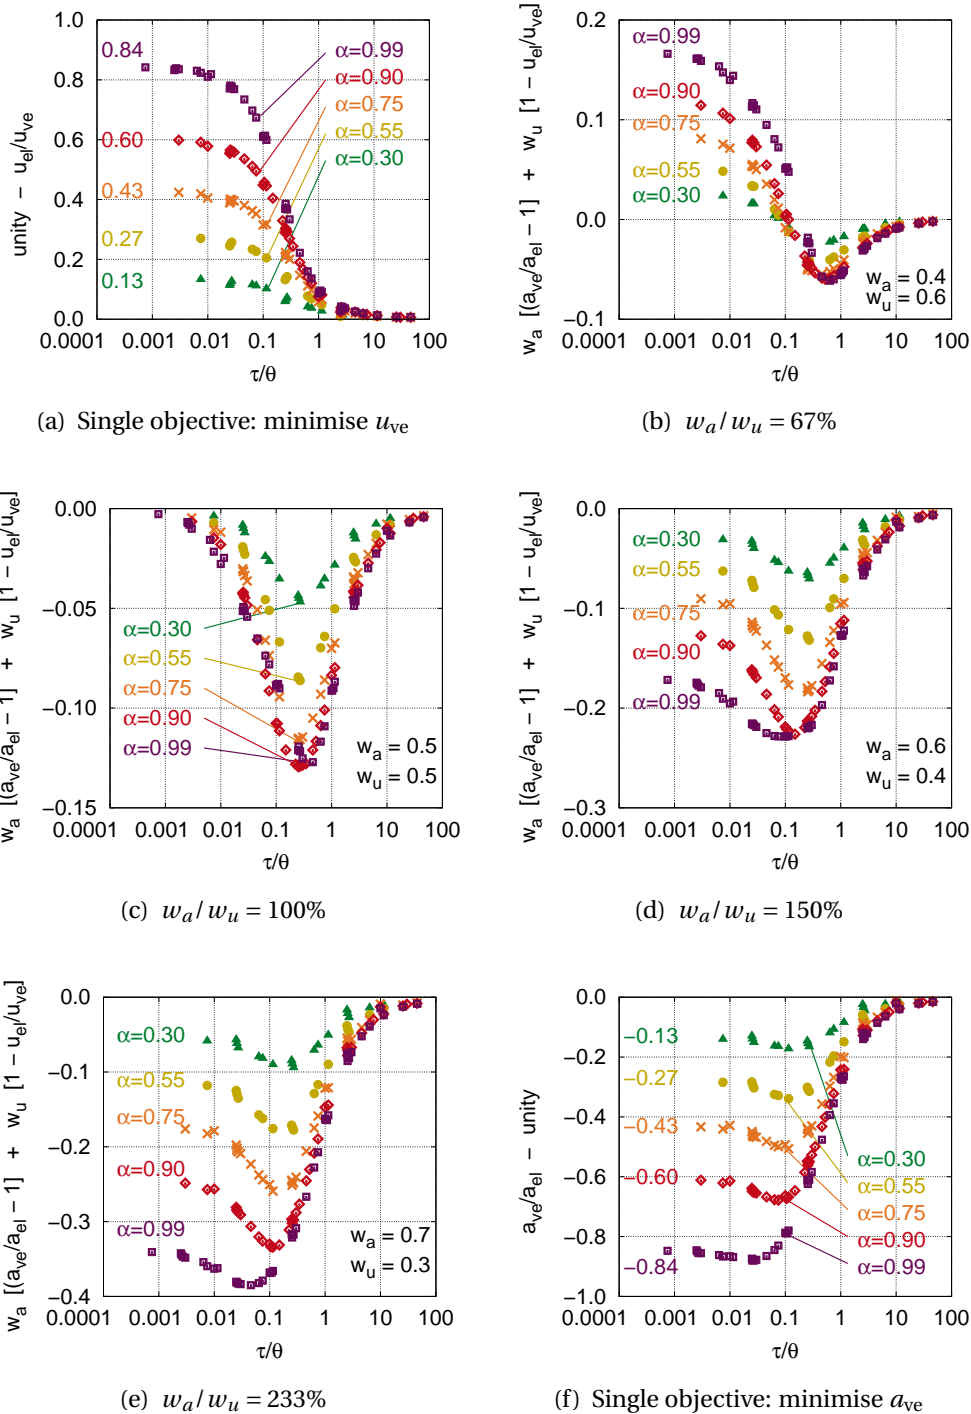 unity − u_el/u_ve
1.0
0.8
0.6
0.4
0.2
0.0
0.84
0.60
0.43
0.27
0.13
α=0.99
α=0.90
α=0.75
α=0.55
α=0.30
0.0001 0.001 0.01 0.1 1 10 100
τ/θ
(a) Single objective: minimise u_ve
w_a [(a_ve/a_el − 1] + w_u [1 − u_el/u_ve]
0.2
0.1
0.0
−0.1
α=0.99
α=0.90
α=0.75
α=0.55
α=0.30
w_a = 0.4
w_u = 0.6
0.0001 0.001 0.01 0.1 1 10 100
τ/θ
(b) w_a/w_u = 67%
w_a [(a_ve/a_el − 1] + w_u [1 − u_el/u_ve]
0.00
−0.05
−0.10
−0.15
α=0.30
α=0.55
α=0.75
α=0.90
α=0.99
w_a = 0.5
w_u = 0.5
0.0001 0.001 0.01 0.1 1 10 100
τ/θ
(c) w_a/w_u = 100%
w_a [(a_ve/a_el − 1] + w_u [1 − u_el/u_ve]
0.0
−0.1
−0.2
−0.3
α=0.30
α=0.55
α=0.75
α=0.90
α=0.99
w_a = 0.6
w_u = 0.4
0.0001 0.001 0.01 0.1 1 10 100
τ/θ
(d) w_a/w_u = 150%
w_a [(a_ve/a_el − 1] + w_u [1 − u_el/u_ve]
0.0
−0.1
−0.2
−0.3
−0.4
α=0.30
α=0.55
α=0.75
α=0.90
α=0.99
w_a = 0.7
w_u = 0.3
0.0001 0.001 0.01 0.1 1 10 100
τ/θ
(e) w_a/w_u = 233%
a_ve/a_el − unity
0.0
−0.2
−0.4
−0.6
−0.8
−1.0
−0.13
−0.27
−0.43
−0.60
−0.84
α=0.30
α=0.55
α=0.75
α=0.90
α=0.99
0.0001 0.001 0.01 0.1 1 10 100
τ/θ
(f) Single objective: minimise a_ve